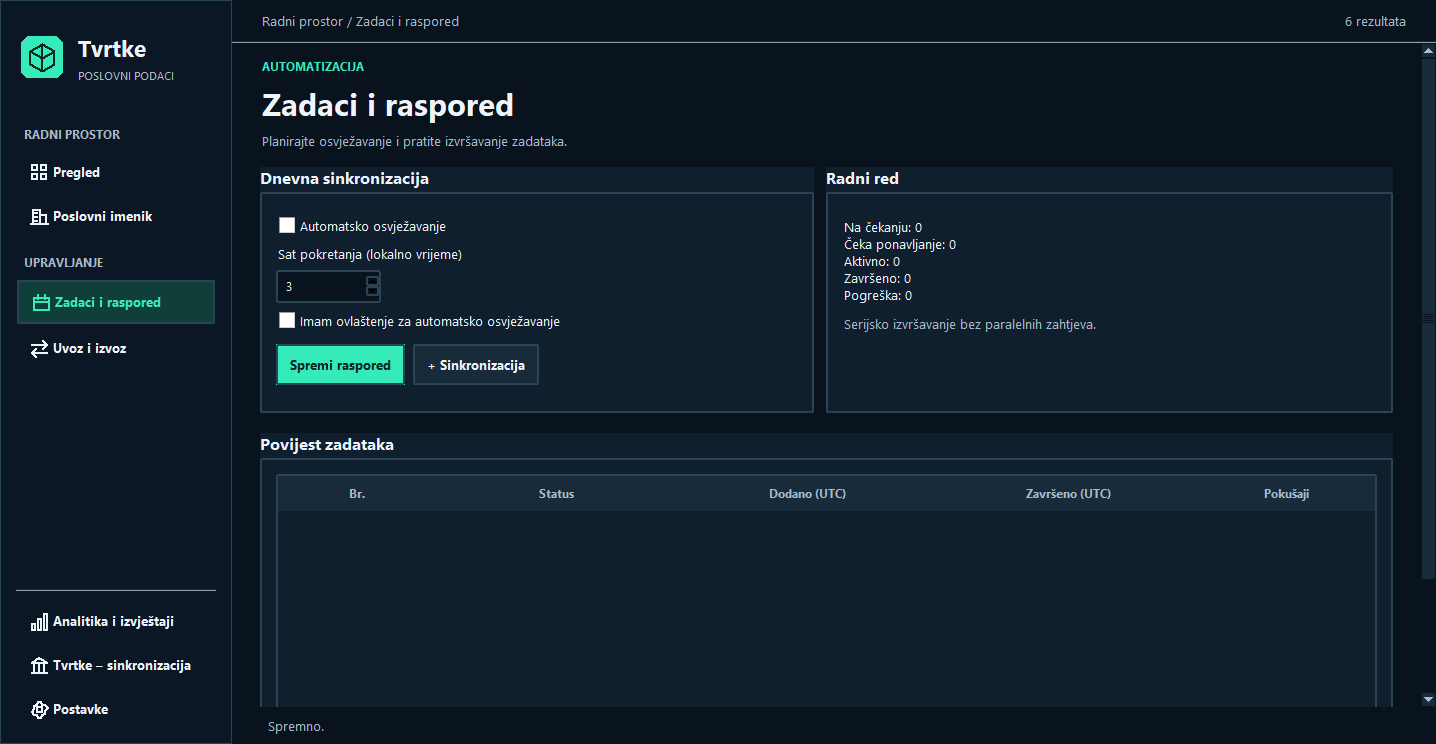 Tvrtke
POSLOVNI PODACI
RADNI PROSTOR
Pregled
Poslovni imenik
UPRAVLJANJE
Zadaci i raspored
Uvoz i izvoz
Analitika i izvještaji
Tvrtke – sinkronizacija
Postavke
Radni prostor / Zadaci i raspored
6 rezultata
AUTOMATIZACIJA
Zadaci i raspored
Planirajte osvježavanje i pratite izvršavanje zadataka.
Dnevna sinkronizacija
Automatsko osvježavanje
Sat pokretanja (lokalno vrijeme)
3
Imam ovlaštenje za automatsko osvježavanje
Spremi raspored
+ Sinkronizacija
Radni red
Na čekanju: 0
Čeka ponavljanje: 0
Aktivno: 0
Završeno: 0
Pogreška: 0
Serijsko izvršavanje bez paralelnih zahtjeva.
Povijest zadataka
Br. Status Dodano (UTC) Završeno (UTC) Pokušaji
Spremno.